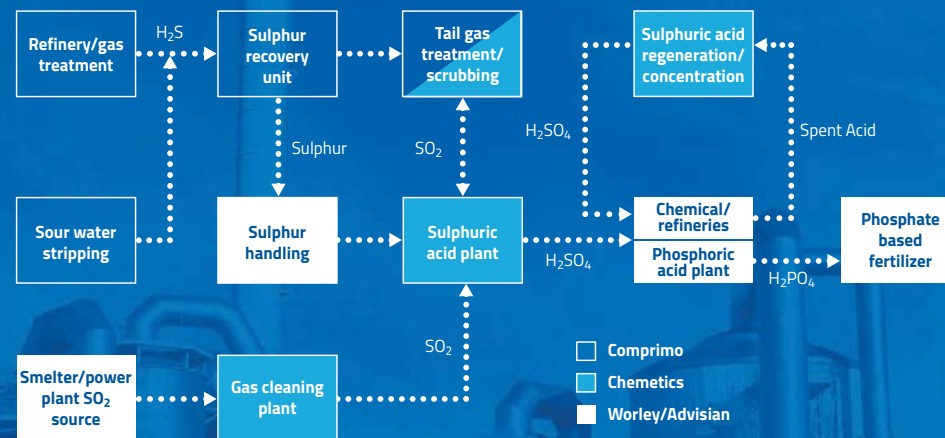 Refinery/gas
treatment
H₂S
Sulphur
recovery
unit
Tail gas
treatment/
scrubbing
Sulphuric acid
regeneration/
concentration
Sulphur
SO₂
H₂SO₄
Spent Acid
Sour water
stripping
Sulphur
handling
Sulphuric
acid plant
H₂SO₄
Chemical/
refineries
Phosphoric
acid plant
H₂PO₄
Phosphate
based
fertilizer
Smelter/power
plant SO₂
source
Gas cleaning
plant
SO₂
Comprimo
Chemetics
Worley/Advisian